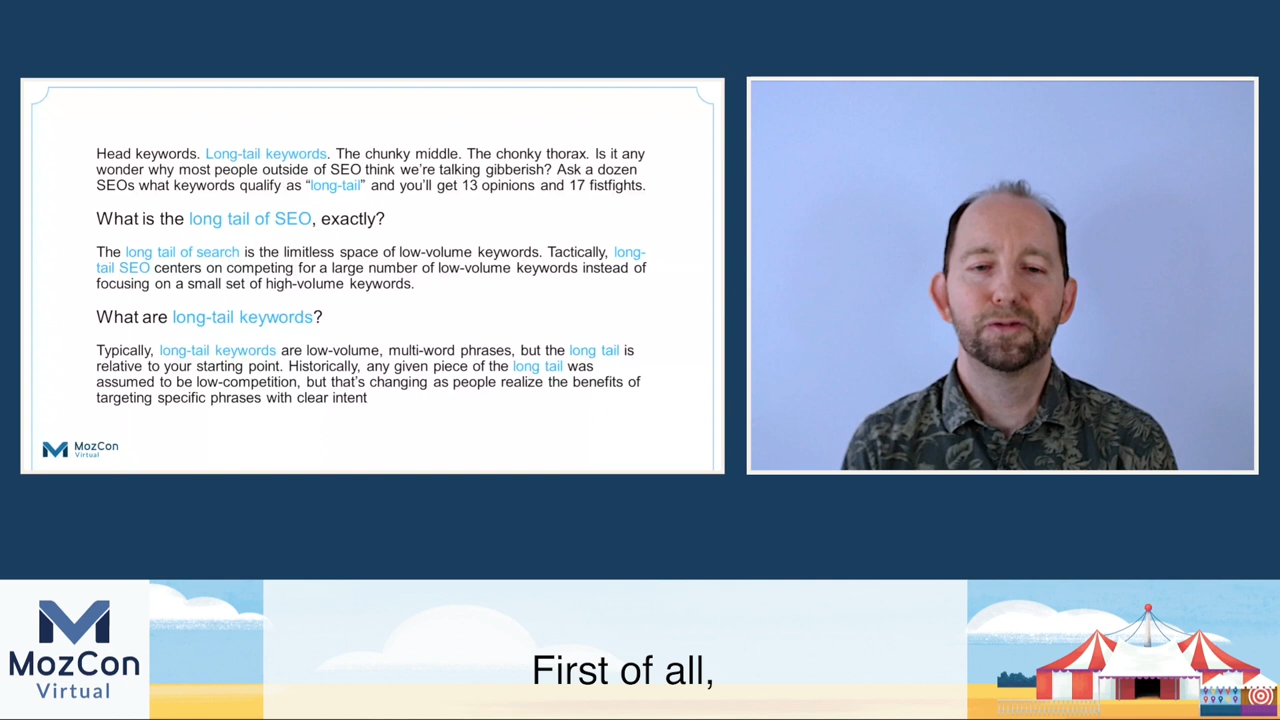 Head keywords. Long-tail keywords. The chunky middle. The chonky thorax. Is it any
wonder why most people outside of SEO think we're talking gibberish? Ask a dozen
SEOs what keywords qualify as “long-tail” and you'll get 13 opinions and 17 fistfights.
What is the long tail of SEO, exactly?
The long tail of search is the limitless space of low-volume keywords. Tactically, long-
tail SEO centers on competing for a large number of low-volume keywords instead of
focusing on a small set of high-volume keywords.
What are long-tail keywords?
Typically, long-tail keywords are low-volume, multi-word phrases, but the long tail is
relative to your starting point. Historically, any given piece of the long tail was
assumed to be low-competition, but that's changing as people realize the benefits of
targeting specific phrases with clear intent
MozCon
Virtual
MozCon
Virtual
First of all,